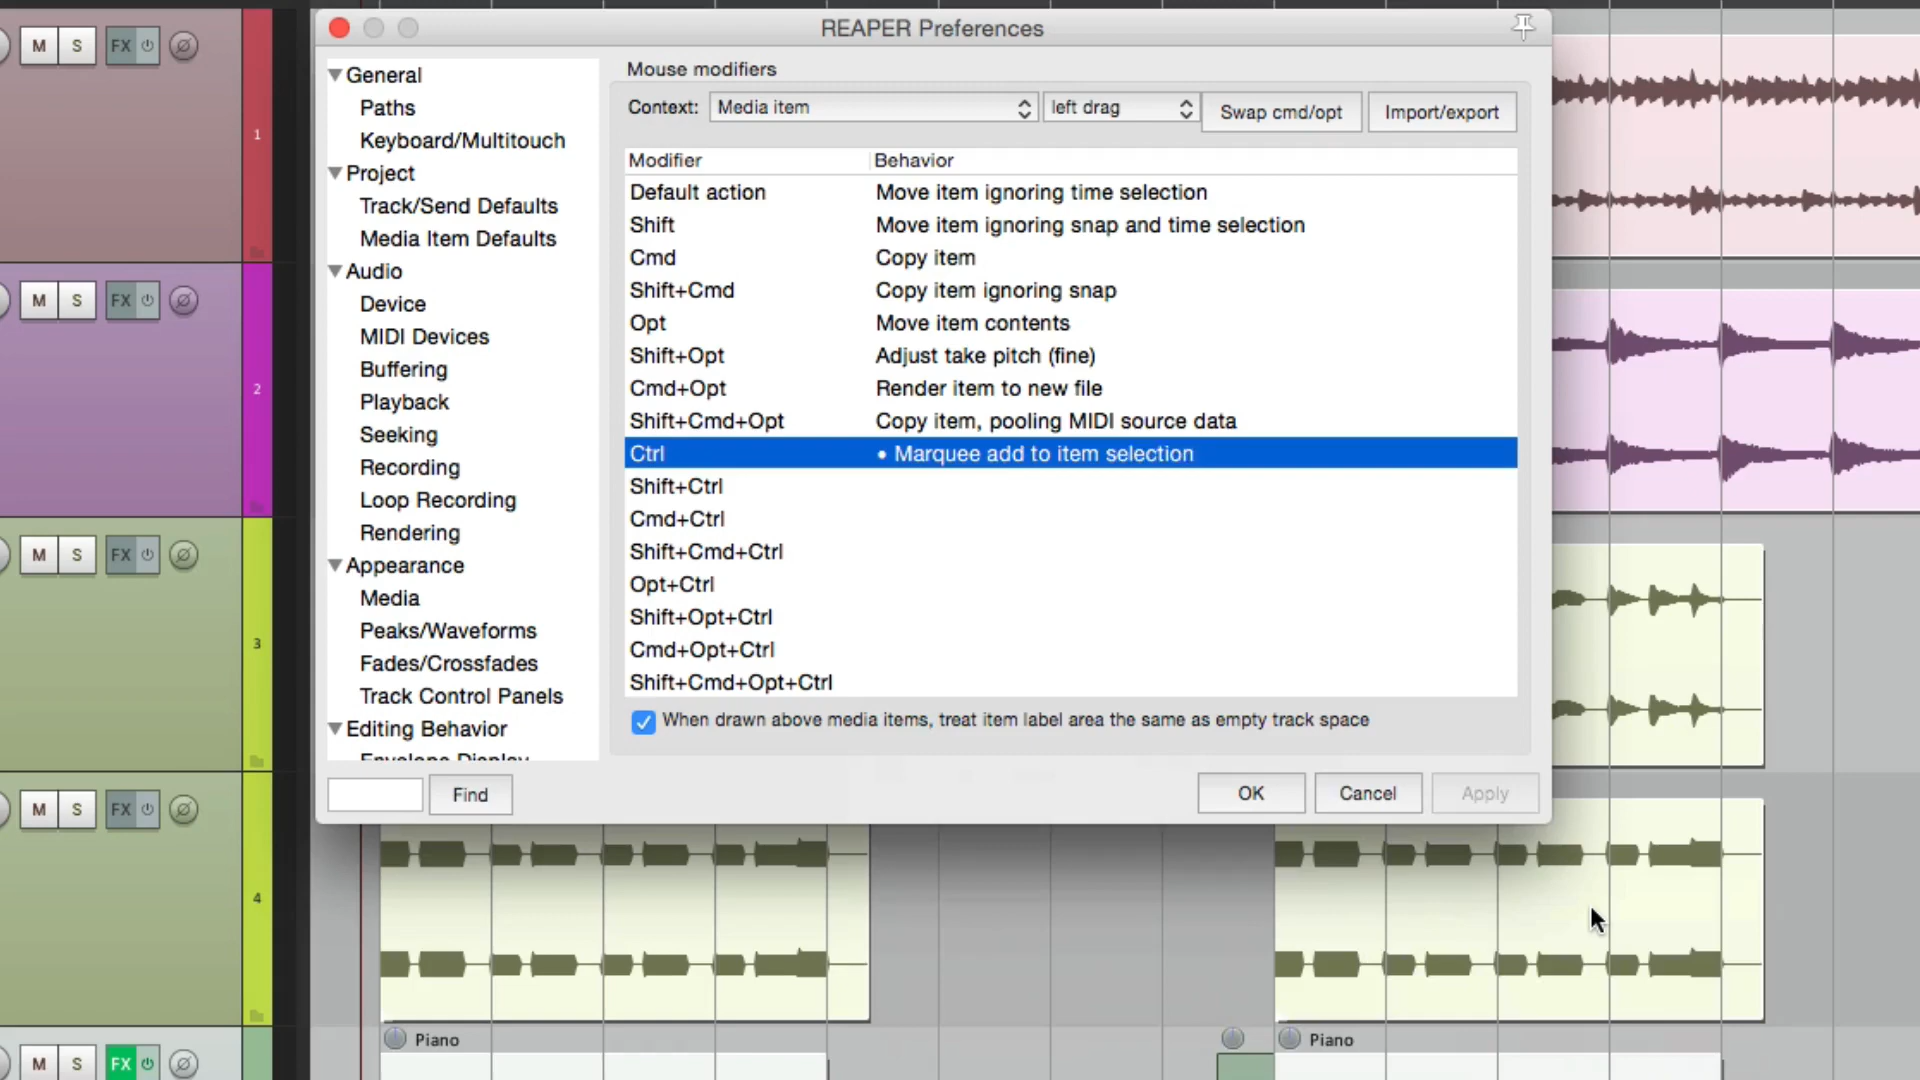 REAPER Preferences
General
Paths
Keyboard/Multitouch
Project
Track/Send Defaults
Media Item Defaults
Audio
Device
MIDI Devices
Buffering
Playback
Seeking
Recording
Loop Recording
Rendering
Appearance
Media
Peaks/Waveforms
Fades/Crossfades
Track Control Panels
Editing Behavior
Envelope Display
Find
Mouse modifiers
Context: Media item left drag Swap cmd/opt Import/export
Modifier Behavior
Default action Move item ignoring time selection
Shift Move item ignoring snap and time selection
Cmd Copy item
Shift+Cmd Copy item ignoring snap
Opt Move item contents
Shift+Opt Adjust take pitch (fine)
Cmd+Opt Render item to new file
Shift+Cmd+Opt Copy item, pooling MIDI source data
Ctrl • Marquee add to item selection
Shift+Ctrl
Cmd+Ctrl
Shift+Cmd+Ctrl
Opt+Ctrl
Shift+Opt+Ctrl
Cmd+Opt+Ctrl
Shift+Cmd+Opt+Ctrl
When drawn above media items, treat item label area the same as empty track space
OK Cancel Apply
M S FX 1
M S FX 2
M S FX 3
M S FX 4
M S FX
Piano Piano